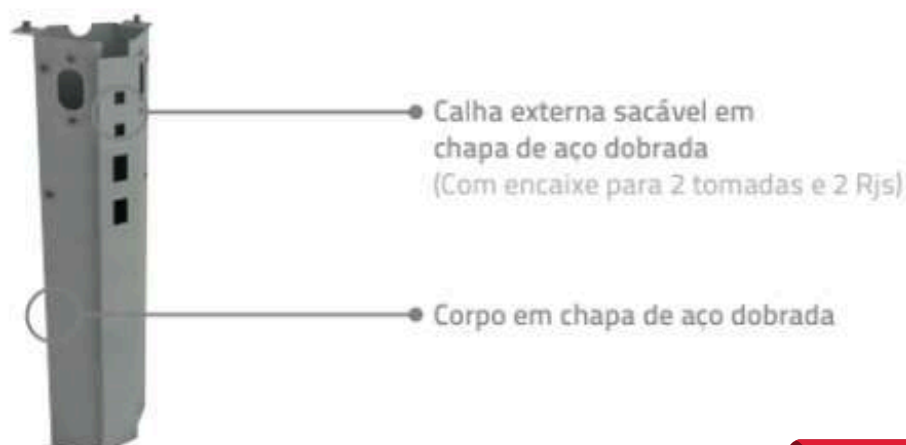 Calha externa sacável em
chapa de aço dobrada
(Com encaixe para 2 tomadas e 2 Rjs)
Corpo em chapa de aço dobrada